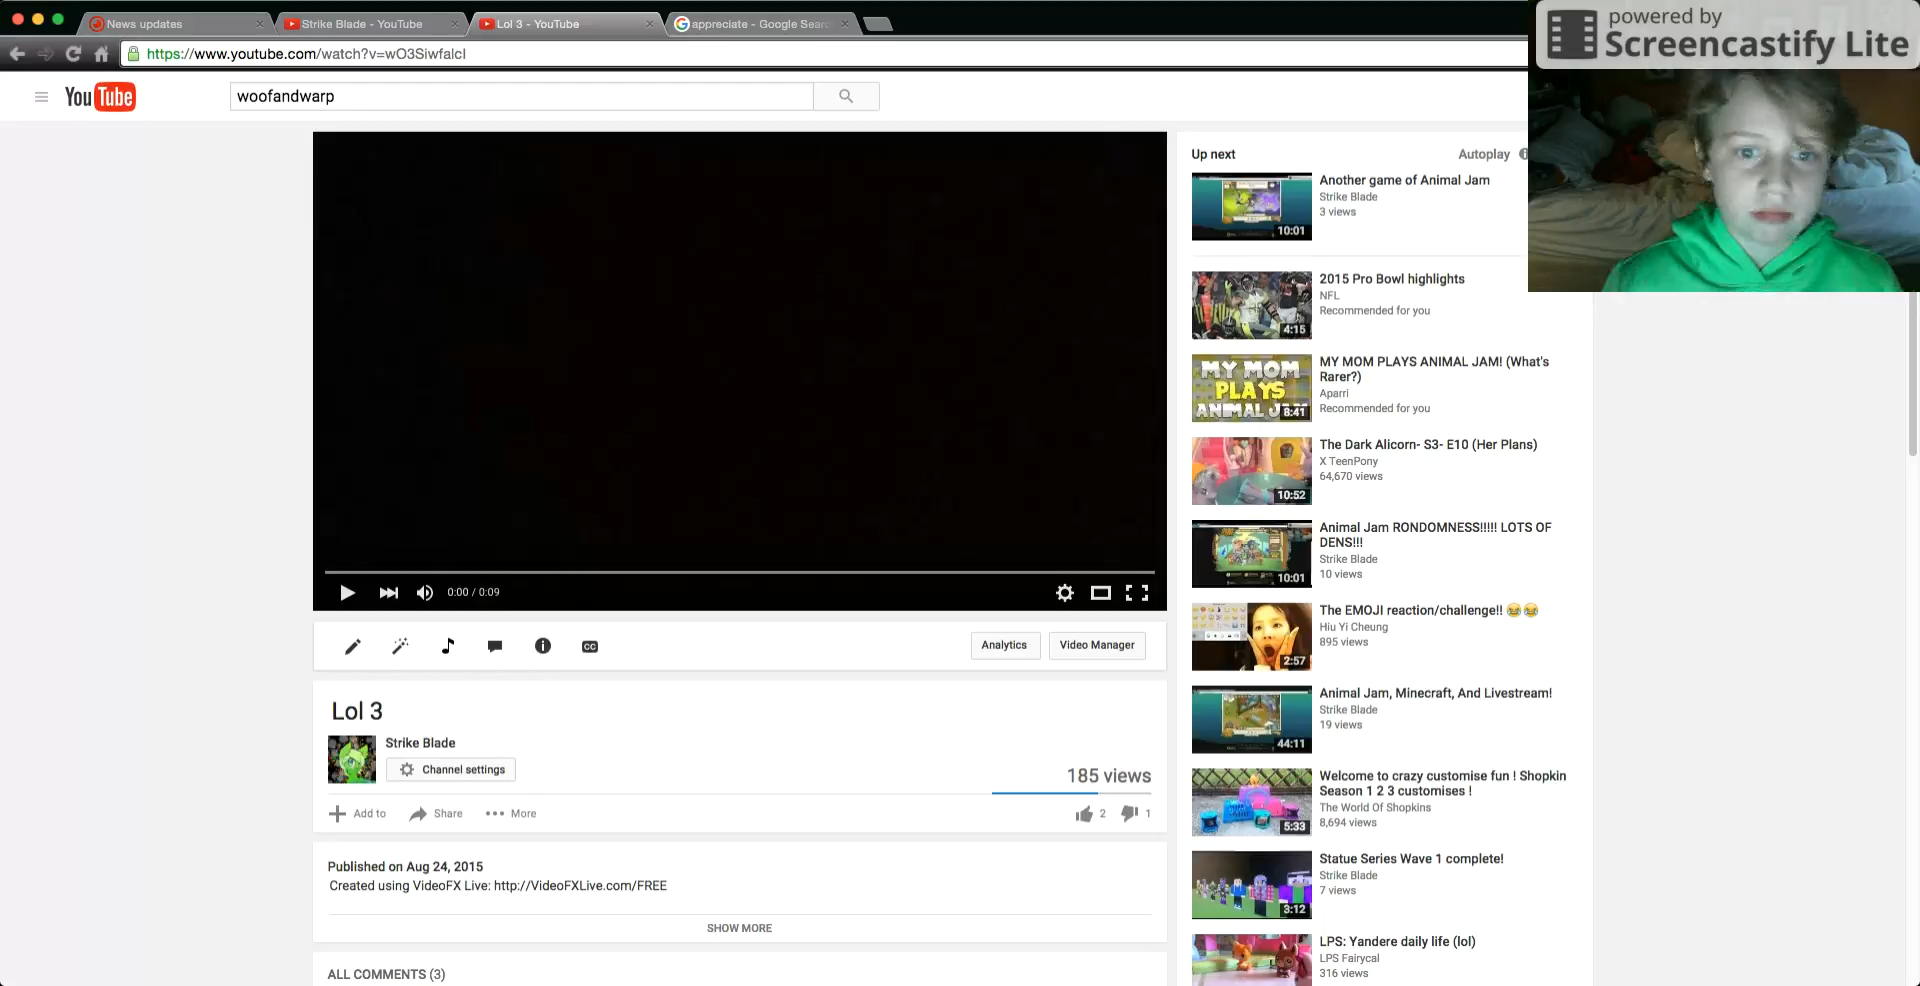 News updates
Strike Blade - YouTube
Lol 3 - YouTube
appreciate - Google Sear
https://www.youtube.com/watch?v=wO3SiwfalcI
powered by
Screencastify Lite
YouTube
woofandwarp
0:00 / 0:09
CC
Analytics
Video Manager
Lol 3
Strike Blade
Channel settings
185 views
Add to
Share
More
2
1
Published on Aug 24, 2015
Created using VideoFX Live: http://VideoFXLive.com/FREE
SHOW MORE
ALL COMMENTS (3)
Up next
Autoplay
Another game of Animal Jam
Strike Blade
3 views
10:01
2015 Pro Bowl highlights
NFL
Recommended for you
4:15
MY MOM PLAYS ANIMAL JAM! (What's
Rarer?)
Aparri
Recommended for you
MY MOM
PLAYS
ANIMAL JAM
8:41
The Dark Alicorn- S3- E10 (Her Plans)
X TeenPony
64,670 views
10:52
Animal Jam RONDOMNESS!!!!! LOTS OF
DENS!!!
Strike Blade
10 views
10:01
The EMOJI reaction/challenge!! 😂😂
Hiu Yi Cheung
895 views
2:57
Animal Jam, Minecraft, And Livestream!
Strike Blade
19 views
44:11
Welcome to crazy customise fun ! Shopkin
Season 1 2 3 customises !
The World Of Shopkins
8,694 views
5:33
Statue Series Wave 1 complete!
Strike Blade
7 views
3:12
LPS: Yandere daily life (lol)
LPS Fairycal
316 views